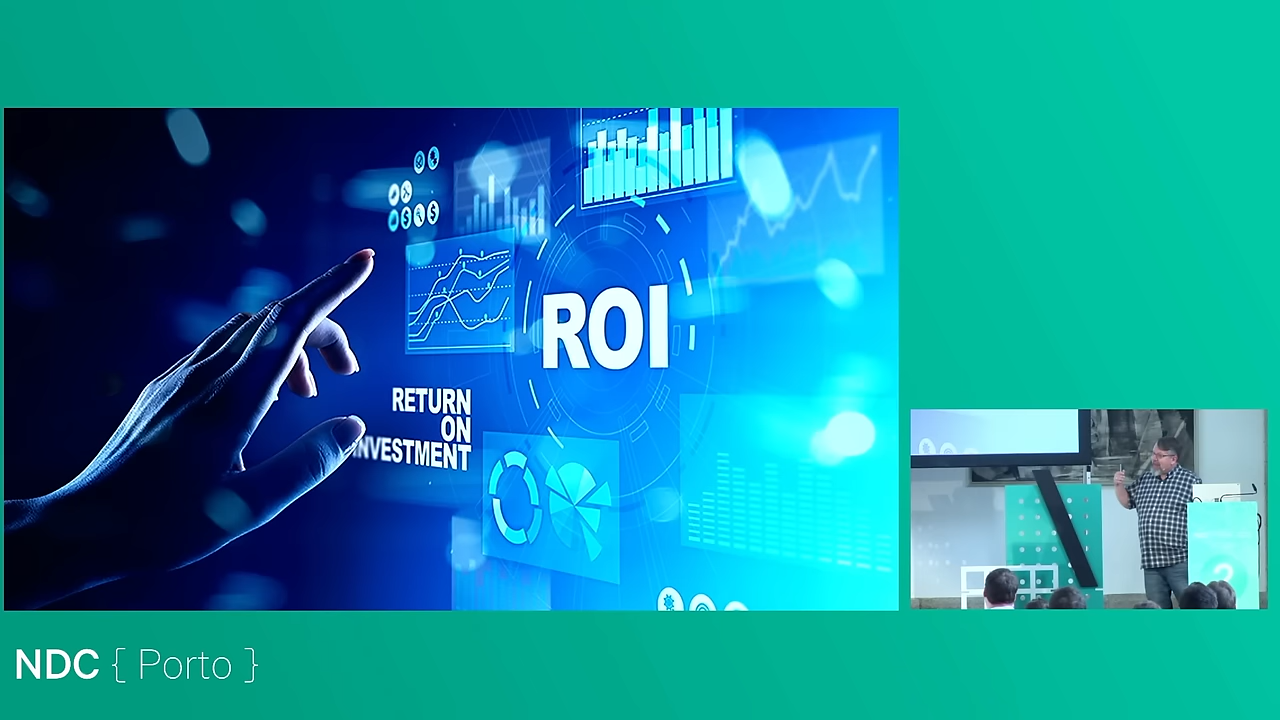 ROI
RETURN
ON
INVESTMENT
NDC { Porto }